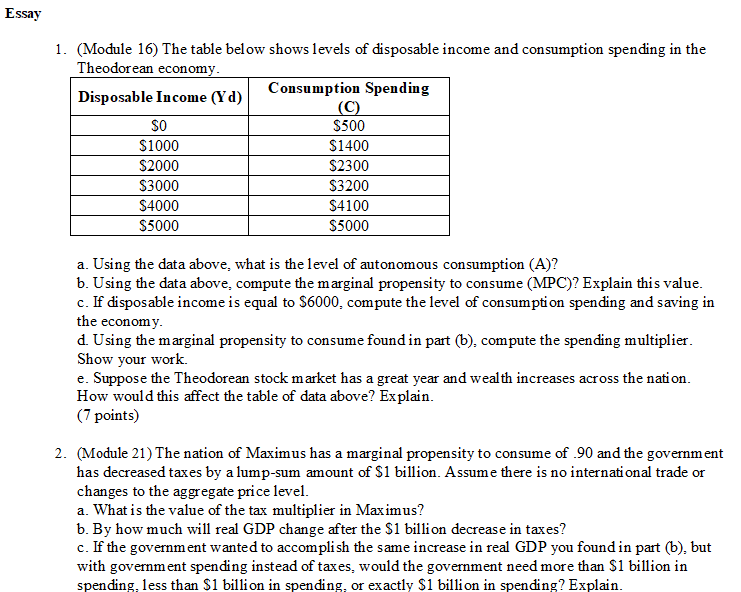 Essay
1. (Module 16) The table below shows levels of disposable income and consumption spending in the
Theodorean economy.
Disposable Income (Yd)
Consumption Spending
(C)
$0 $500
$1000 $1400
$2000 $2300
$3000 $3200
$4000 $4100
$5000 $5000
a. Using the data above, what is the level of autonomous consumption (A)?
b. Using the data above, compute the marginal propensity to consume (MPC)? Explain this value.
c. If disposable income is equal to $6000, compute the level of consumption spending and saving in
the economy.
d. Using the marginal propensity to consume found in part (b), compute the spending multiplier.
Show your work.
e. Suppose the Theodorean stock market has a great year and wealth increases across the nation.
How would this affect the table of data above? Explain.
(7 points)
2. (Module 21) The nation of Maximus has a marginal propensity to consume of .90 and the government
has decreased taxes by a lump-sum amount of $1 billion. Assume there is no international trade or
changes to the aggregate price level.
a. What is the value of the tax multiplier in Maximus?
b. By how much will real GDP change after the $1 billion decrease in taxes?
c. If the government wanted to accomplish the same increase in real GDP you found in part (b), but
with government spending instead of taxes, would the government need more than $1 billion in
spending, less than $1 billion in spending, or exactly $1 billion in spending? Explain.